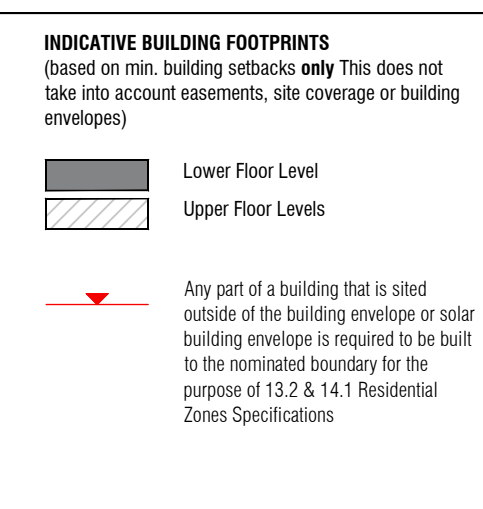 INDICATIVE BUILDING FOOTPRINTS
(based on min. building setbacks only This does not
take into account easements, site coverage or building
envelopes)
Lower Floor Level
Upper Floor Levels
Any part of a building that is sited
outside of the building envelope or solar
building envelope is required to be built
to the nominated boundary for the
purpose of 13.2 & 14.1 Residential
Zones Specifications